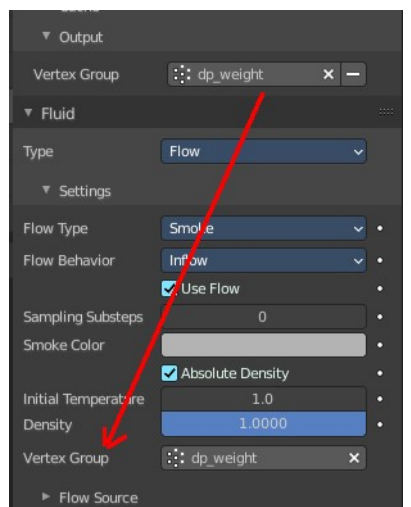 Output
Vertex Group dp_weight
Fluid
Type Flow
Settings
Flow Type Smoke
Flow Behavior Inflow
Use Flow
Sampling Substeps 0
Smoke Color
Absolute Density
Initial Temperature 1.0
Density 1.0000
Vertex Group dp_weight
Flow Source